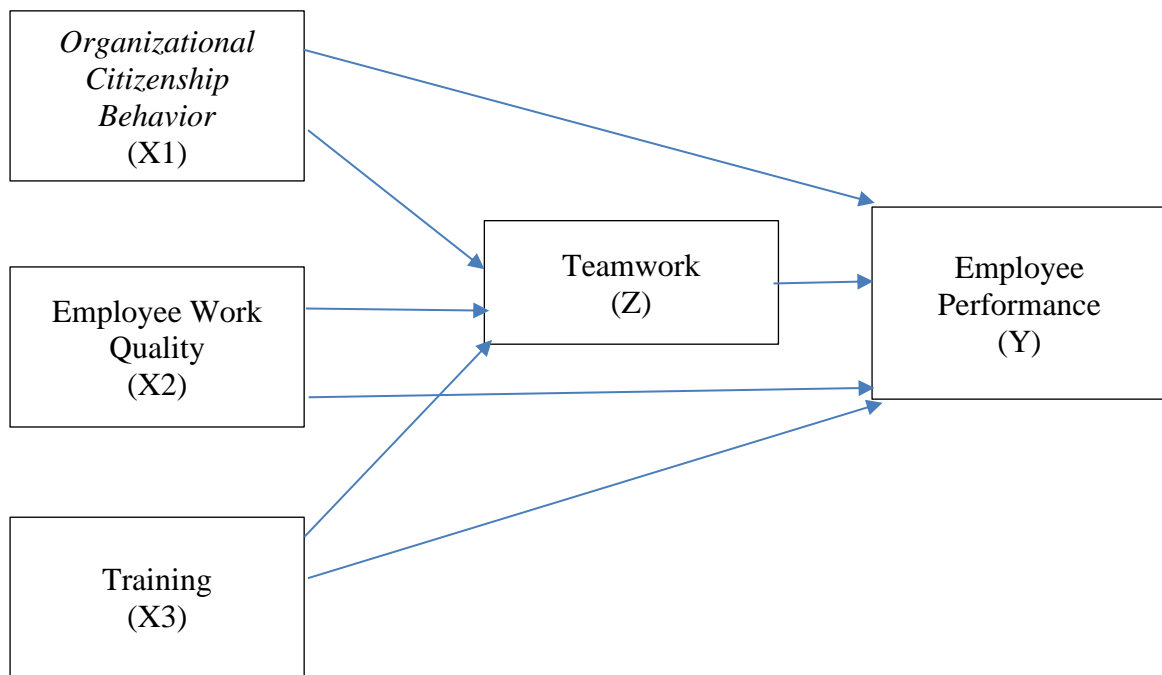 Organizational
Citizenship
Behavior
(X1)
Teamwork
(Z)
Employee
Performance
(Y)
Employee Work
Quality
(X2)
Training
(X3)